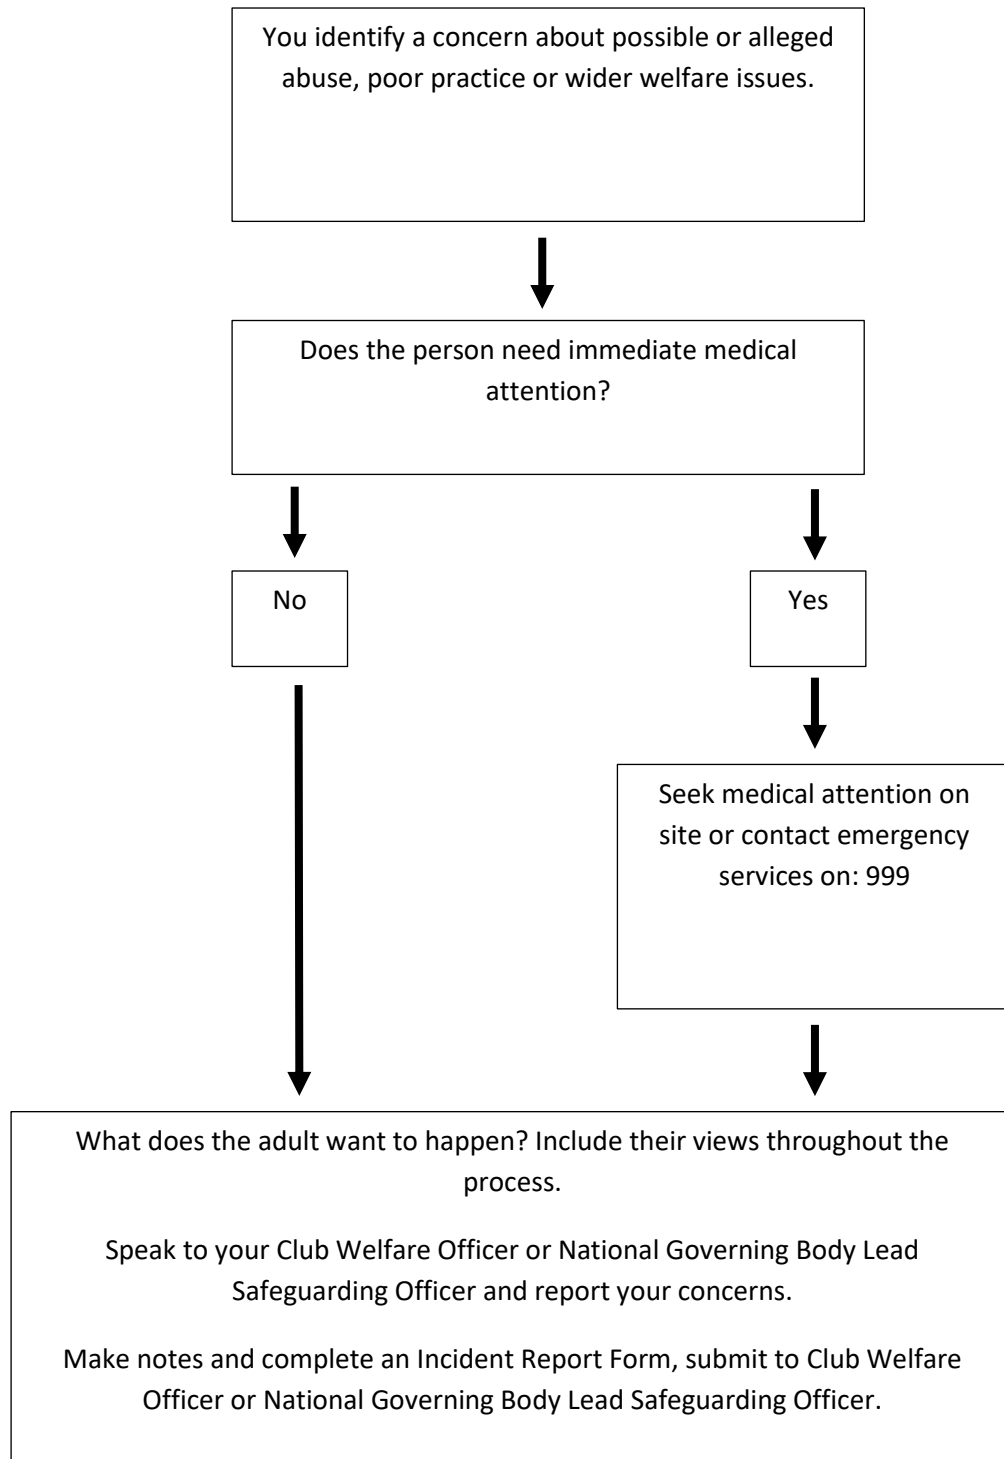 You identify a concern about possible or alleged
abuse, poor practice or wider welfare issues.
Does the person need immediate medical
attention?
No
Yes
Seek medical attention on
site or contact emergency
services on: 999
What does the adult want to happen? Include their views throughout the
process.
Speak to your Club Welfare Officer or National Governing Body Lead
Safeguarding Officer and report your concerns.
Make notes and complete an Incident Report Form, submit to Club Welfare
Officer or National Governing Body Lead Safeguarding Officer.